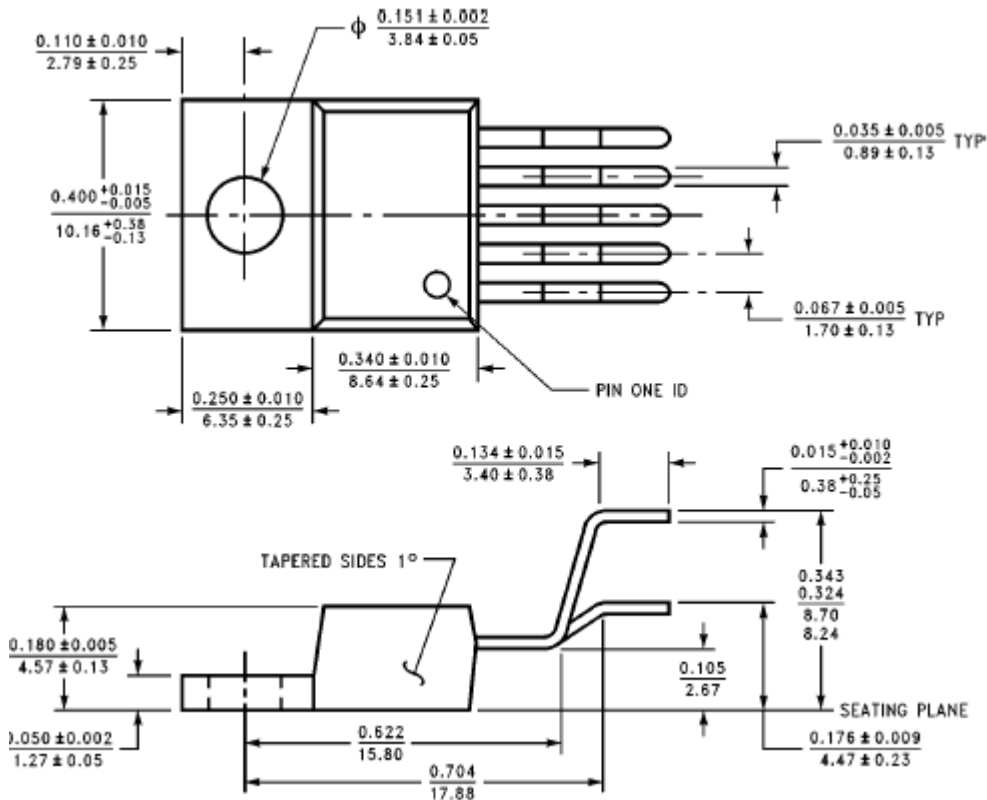 ϕ 0.151 ± 0.002
3.84 ± 0.05
0.110 ± 0.010
2.79 ± 0.25
0.035 ± 0.005 TYP
0.89 ± 0.13
0.400 +0.015 -0.005
10.16 +0.38 -0.13
0.067 ± 0.005 TYP
1.70 ± 0.13
0.340 ± 0.010
8.64 ± 0.25
0.250 ± 0.010
6.35 ± 0.25
PIN ONE ID
0.134 ± 0.015
3.40 ± 0.38
0.015 +0.010 -0.002
0.38 +0.25 -0.05
TAPERED SIDES 1°
0.343
0.324
8.70
8.24
0.180 ± 0.005
4.57 ± 0.13
0.105
2.67
SEATING PLANE
0.050 ± 0.002
1.27 ± 0.05
0.622
15.80
0.176 ± 0.009
4.47 ± 0.23
0.704
17.88